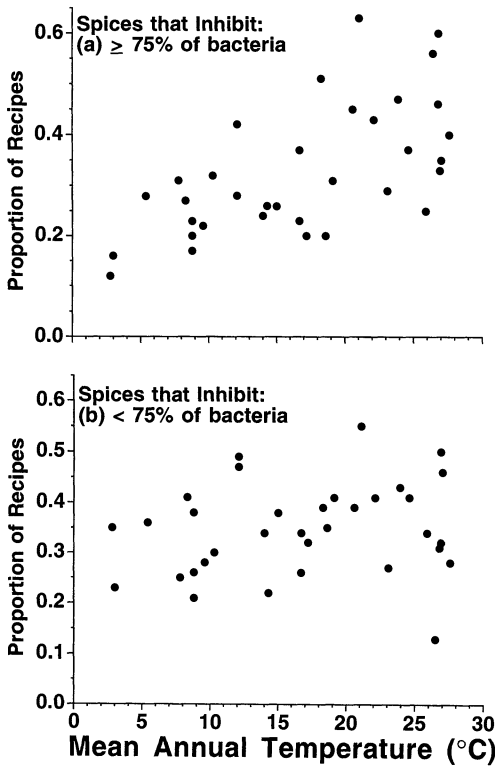 Spices that Inhibit:
(a) ≥ 75% of bacteria
0.6
0.4
0.2
0.0
Proportion of Recipes
Spices that Inhibit:
(b) < 75% of bacteria
0.6
0.5
0.4
0.3
0.2
0.1
0.0
Proportion of Recipes
0 5 10 15 20 25 30
Mean Annual Temperature (°C)